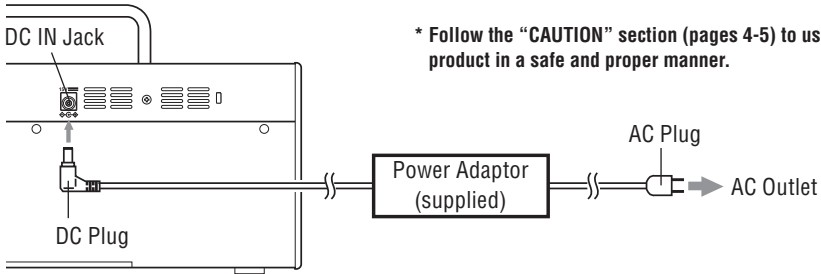 DC IN Jack
* Follow the “CAUTION” section (pages 4-5) to us
product in a safe and proper manner.
AC Plug
Power Adaptor
(supplied)
AC Outlet
DC Plug